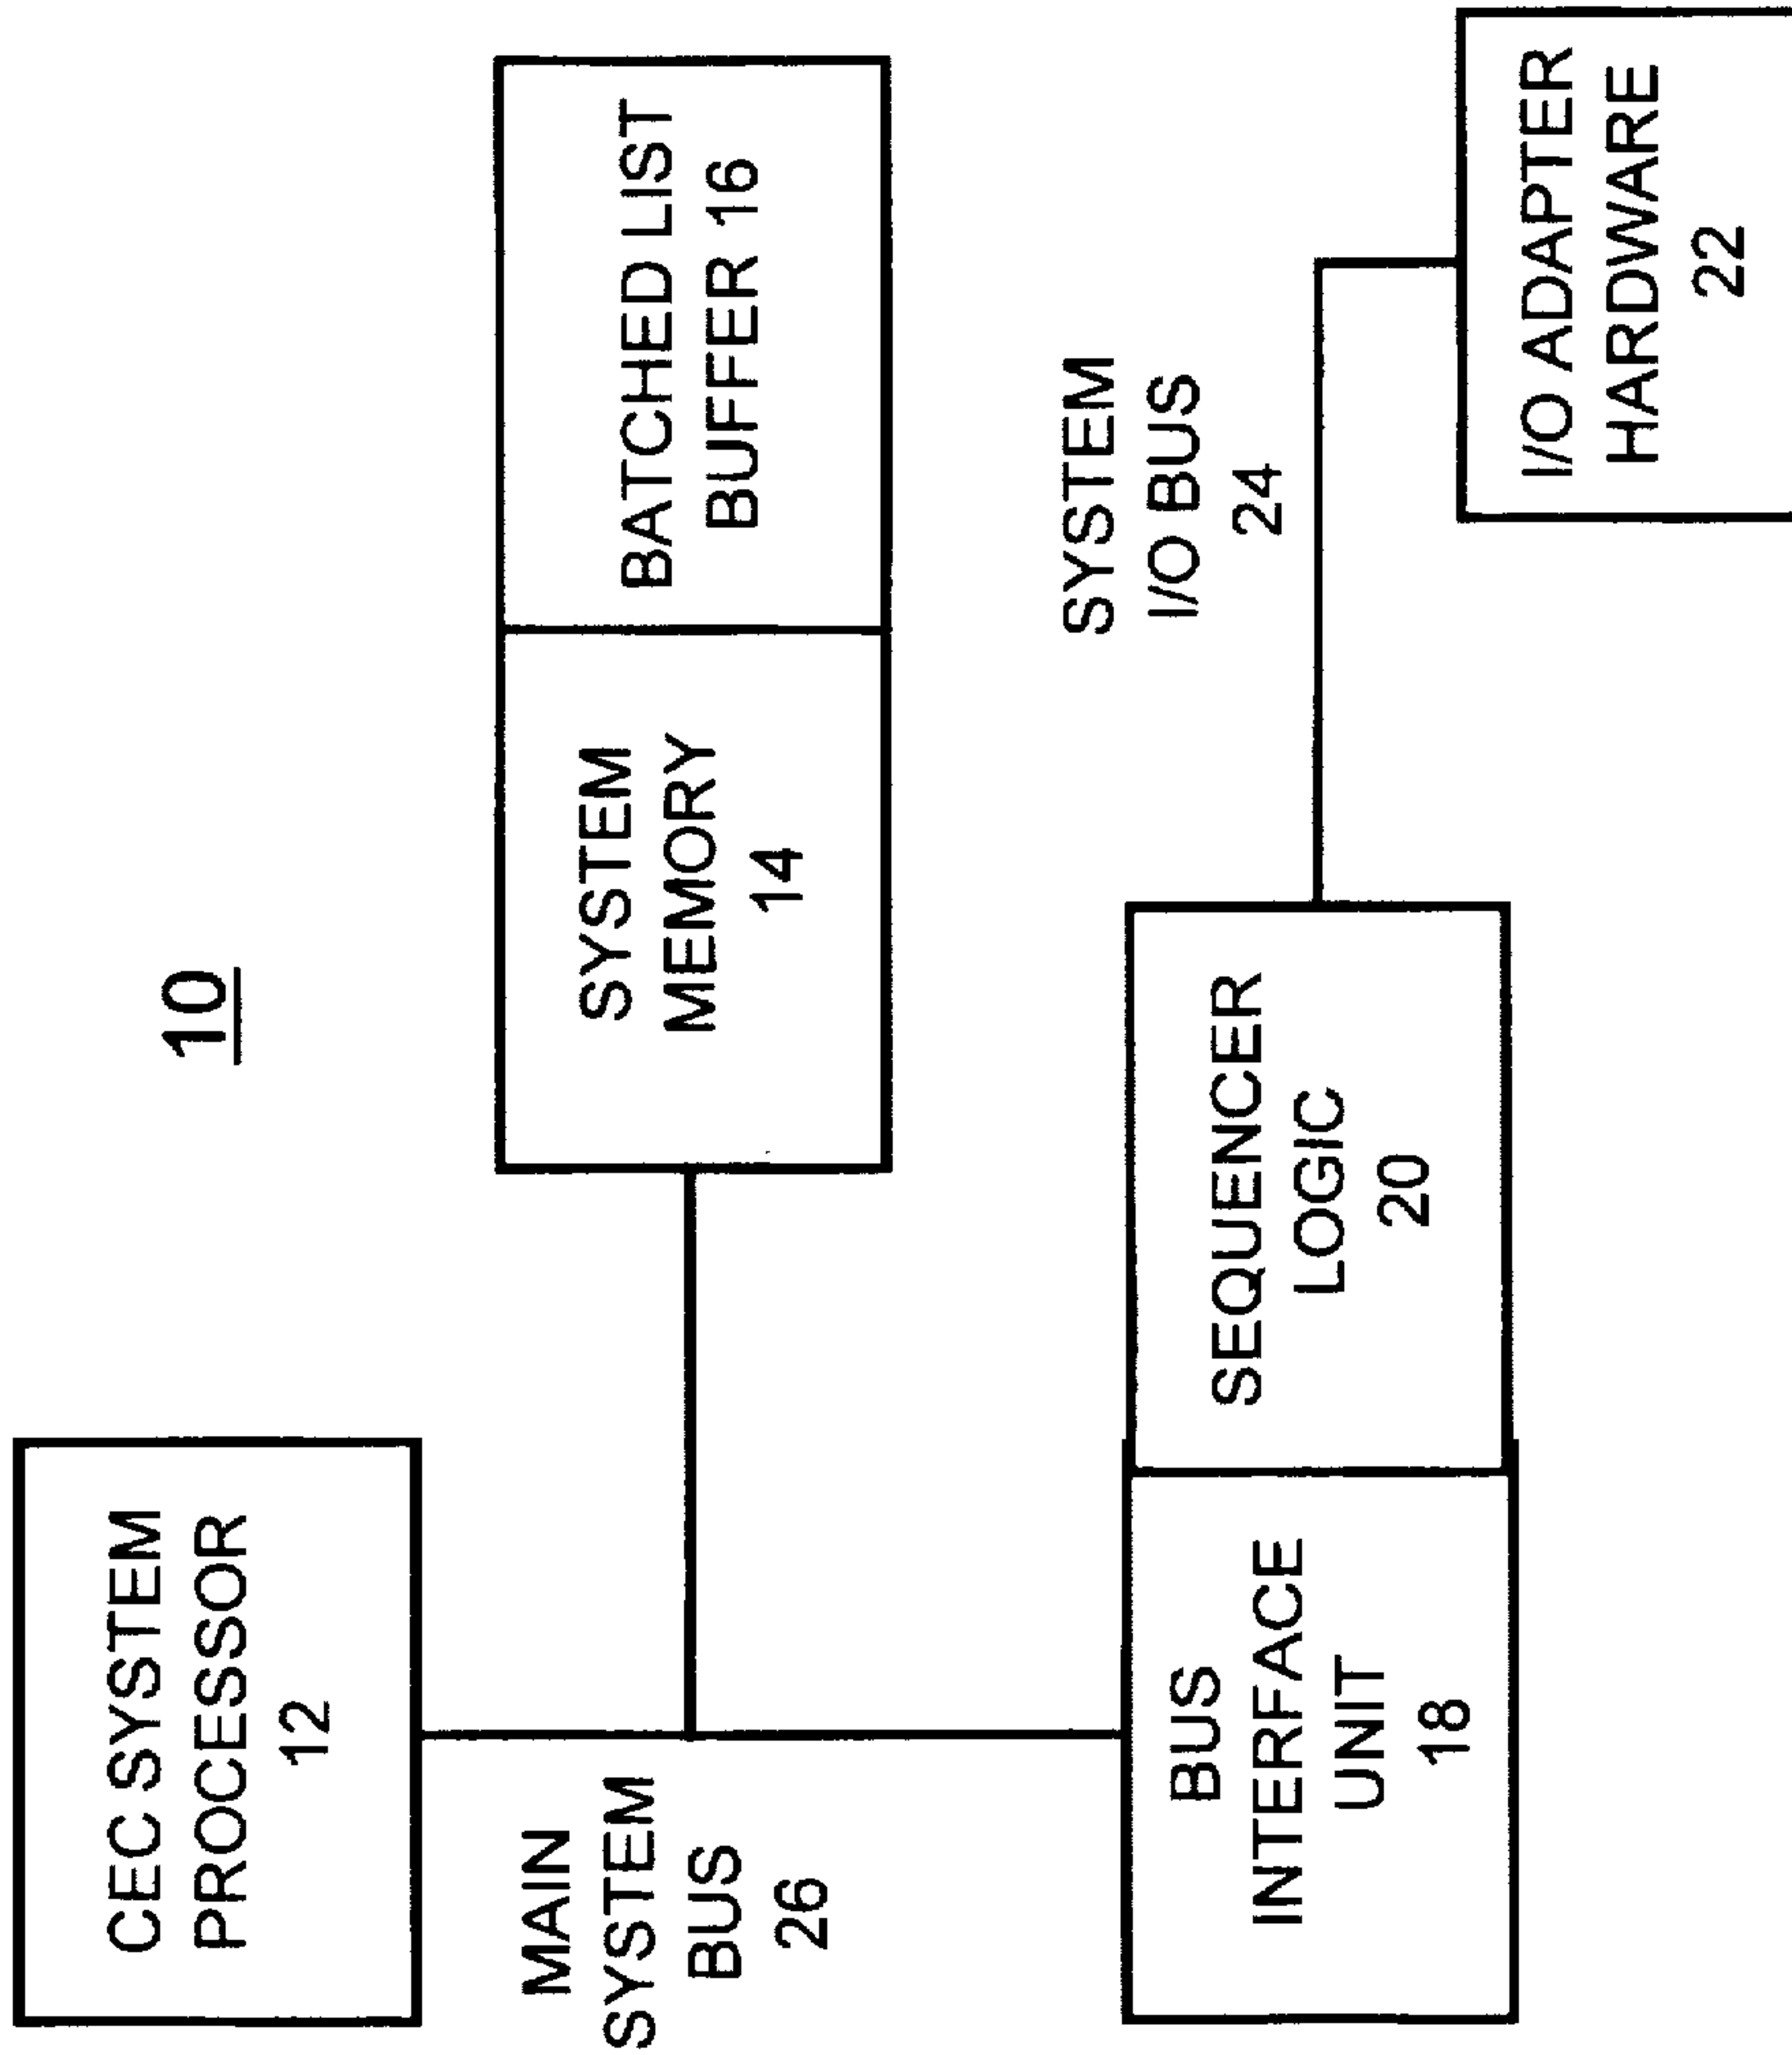 10
CEC SYSTEM
PROCESSOR
12
MAIN
SYSTEM
BUS
26
SYSTEM
MEMORY
14
BATCHED LIST
BUFFER 16
BUS
INTERFACE
UNIT
18
SEQUENCER
LOGIC
20
SYSTEM
I/O BUS
24
I/O ADAPTER
HARDWARE
22